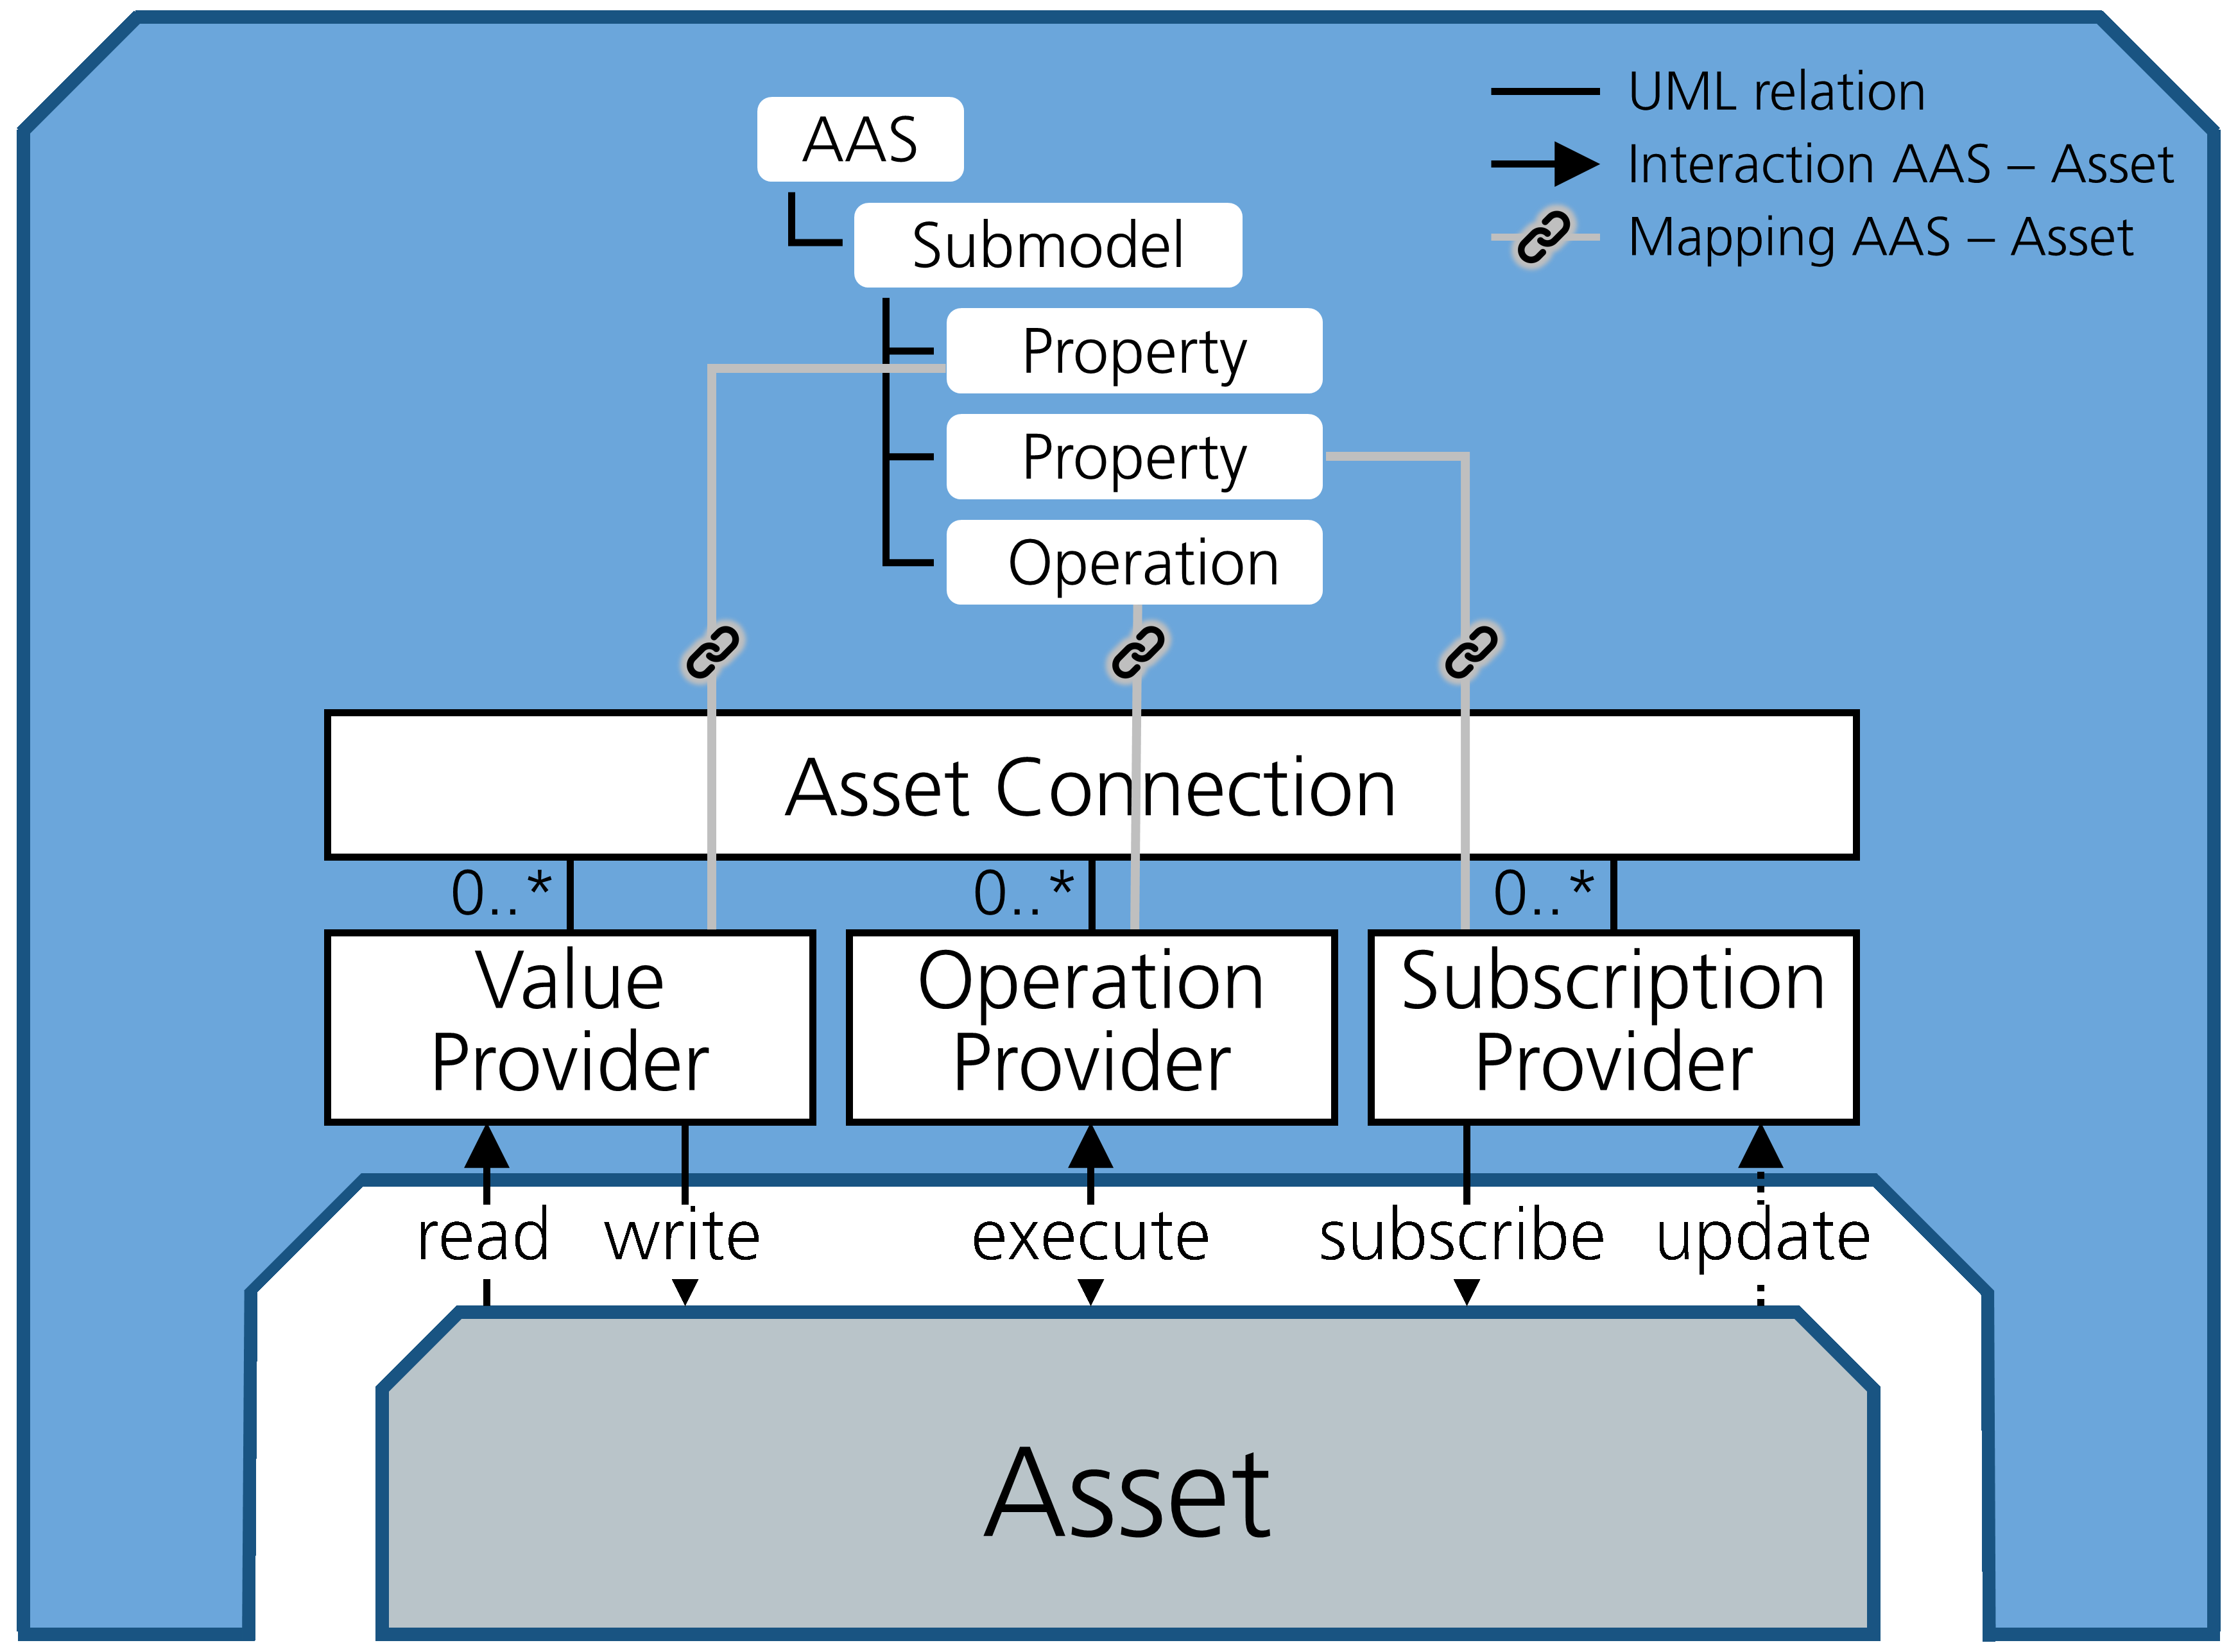 UML relation
Interaction AAS – Asset
Mapping AAS – Asset
AAS
Submodel
Property
Property
Operation
Asset Connection
0..*
0..*
0..*
Value
Provider
Operation
Provider
Subscription
Provider
read
write
execute
subscribe
update
Asset